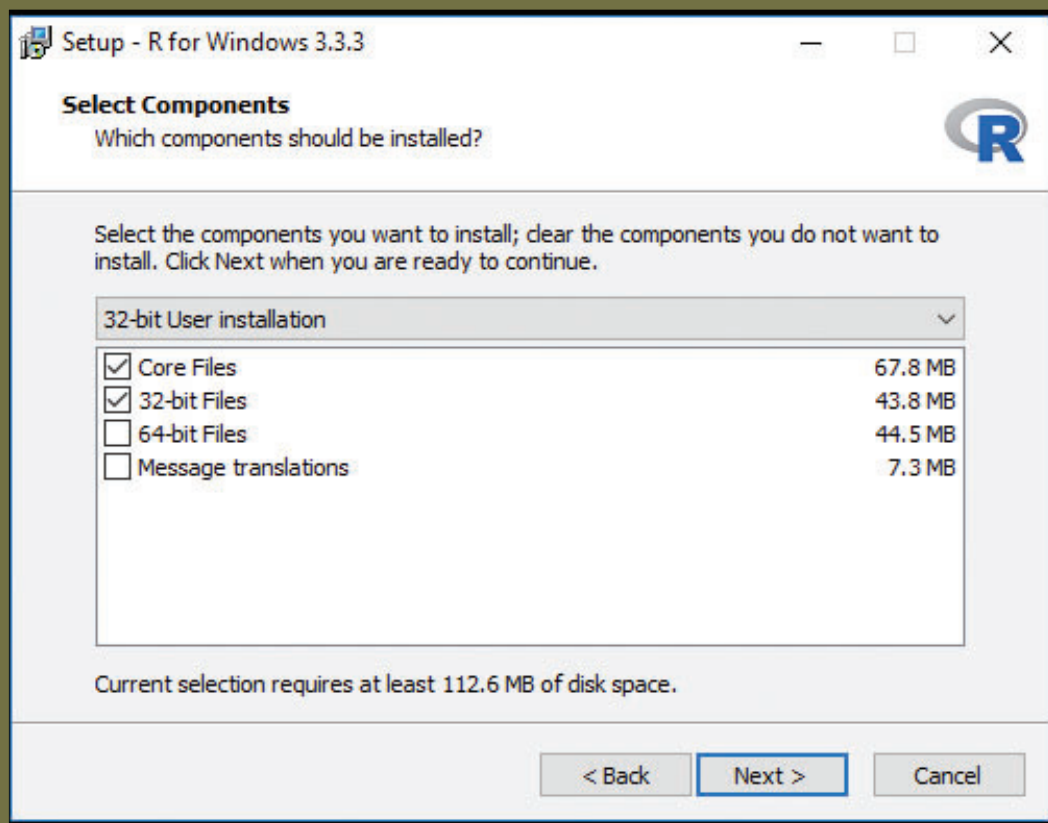 Setup - R for Windows 3.3.3
Select Components
Which components should be installed?
R
Select the components you want to install; clear the components you do not want to
install. Click Next when you are ready to continue.
32-bit User installation
Core Files 67.8 MB
32-bit Files 43.8 MB
64-bit Files 44.5 MB
Message translations 7.3 MB
Current selection requires at least 112.6 MB of disk space.
< Back Next > Cancel